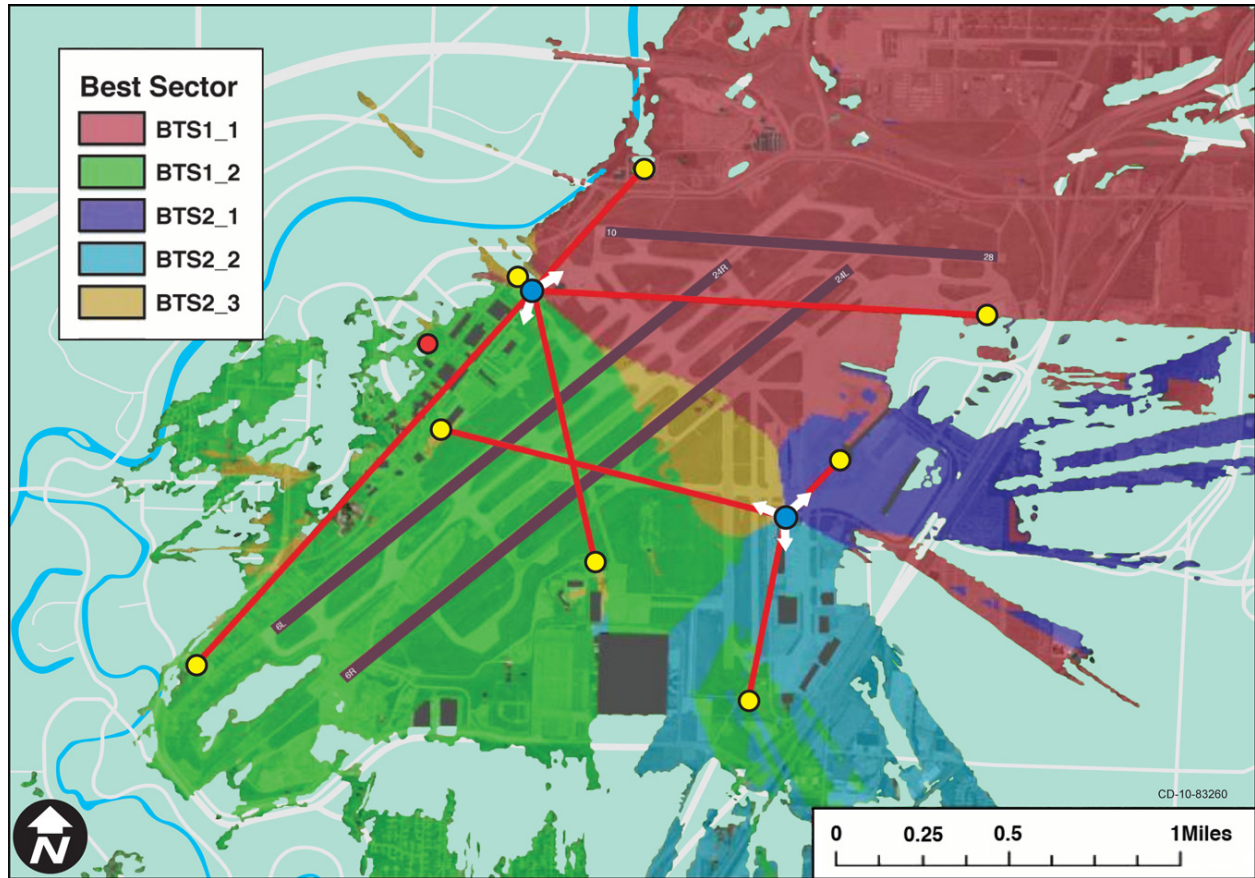 Best Sector
BTS1_1
BTS1_2
BTS2_1
BTS2_2
BTS2_3
10
28
24R
24L
6L
6R
N
CD-10-83260
0 0.25 0.5 1Miles